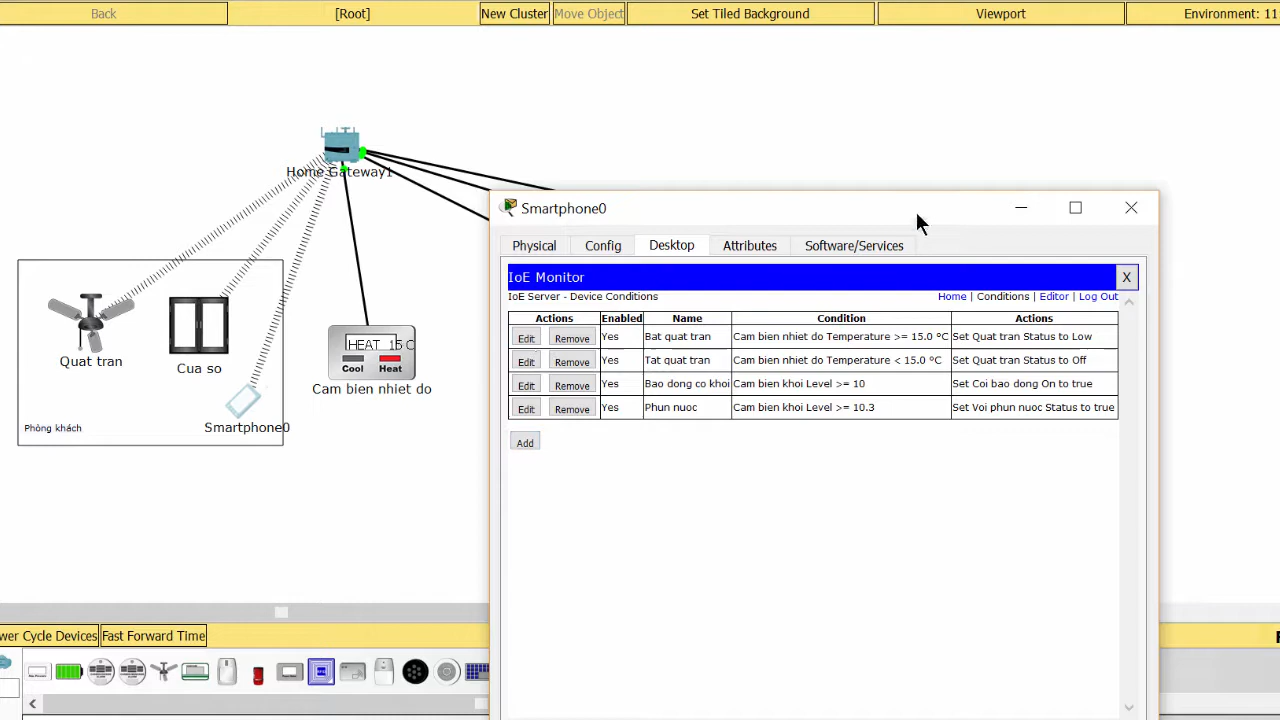 Back [Root] New Cluster Move Object Set Tiled Background Viewport Environment: 11
Home Gateway1
Quat tran
Cua so
Smartphone0
Phòng khách
HEAT 15 C
Cool Heat
Cam bien nhiet do
Smartphone0
Physical Config Desktop Attributes Software/Services
IoE Monitor X
IoE Server - Device Conditions Home | Conditions | Editor | Log Out
Actions Enabled Name Condition Actions
Edit Remove Yes Bat quat tran Cam bien nhiet do Temperature >= 15.0 °C Set Quat tran Status to Low
Edit Remove Yes Tat quat tran Cam bien nhiet do Temperature < 15.0 °C Set Quat tran Status to Off
Edit Remove Yes Bao dong co khoi Cam bien khoi Level >= 10 Set Coi bao dong On to true
Edit Remove Yes Phun nuoc Cam bien khoi Level >= 10.3 Set Voi phun nuoc Status to true
Add
wer Cycle Devices Fast Forward Time